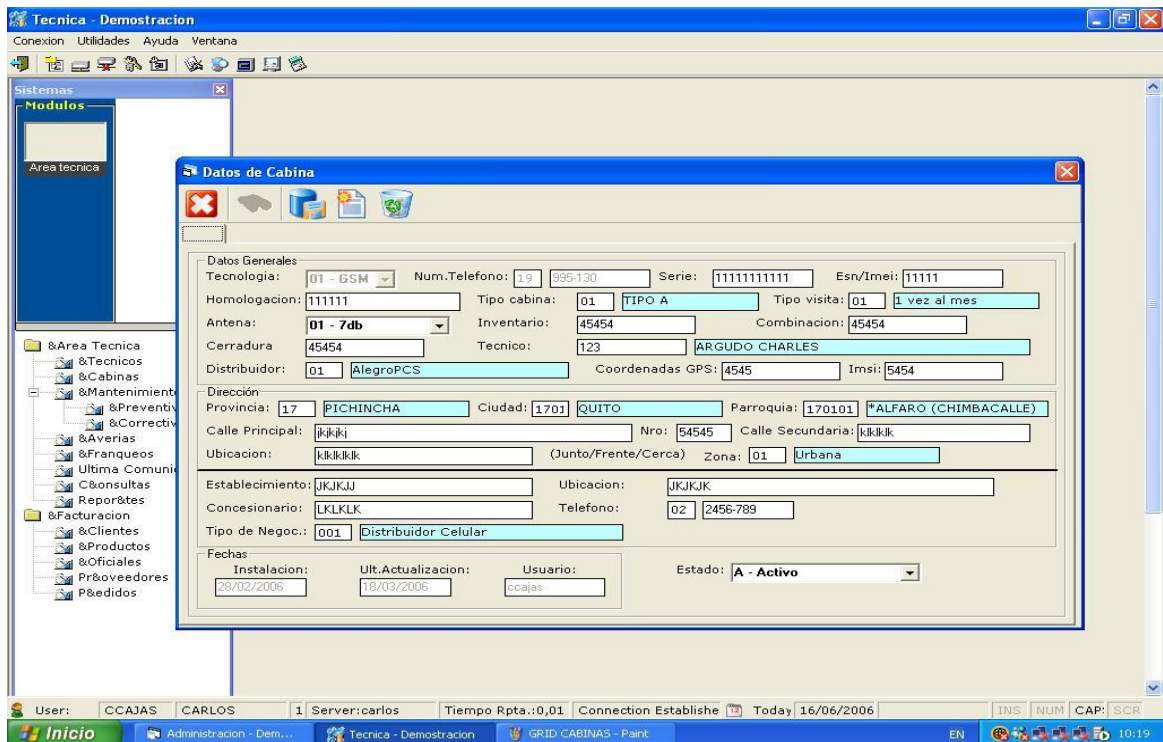 Tecnica - Demostracion
Conexion Utilidades Ayuda Ventana
Sistemas
Modulos
Area tecnica
&Area Tecnica
&Tecnicos
&Cabinas
&Mantenimiento
&Preventiv
&Correctiv
&Averias
&Franqueos
Ultima Comuni
C&onsultas
Repor&tes
&Facturacion
&Clientes
&Productos
&Oficiales
Pr&oveedores
P&edidos
Datos de Cabina
Datos Generales
Tecnologia: 01 - GSM Num.Telefono: 19 995-130 Serie: 11111111111 Esn/Imei: 11111
Homologacion: 111111 Tipo cabina: 01 TIPO A Tipo visita: 01 1 vez al mes
Antena: 01 - 7db Inventario: 45454 Combinacion: 45454
Cerradura 45454 Tecnico: 123 ARGUDO CHARLES
Distribuidor: 01 AlegroPCS Coordenadas GPS: 4545 Imsi: 5454
Dirección
Provincia: 17 PICHINCHA Ciudad: 1701 QUITO Parroquia: 170101 *ALFARO (CHIMBACALLE)
Calle Principal: jkjkjkj Nro: 54545 Calle Secundaria: klklklk
Ubicacion: klklklklk (Junto/Frente/Cerca) Zona: 01 Urbana
Establecimiento: JKJKJJ Ubicacion: JKJKJK
Concesionario: LKLKLK Telefono: 02 2456-789
Tipo de Negoc.: 001 Distribuidor Celular
Fechas
Instalacion: Ult.Actualizacion: Usuario:
28/02/2006 18/03/2006 ccajas
Estado: A - Activo
User: CCAJAS CARLOS 1 Server:carlos Tiempo Rpta.:0,01 Connection Establishe Today 16/06/2006 INS NUM CAP: SCR
Inicio Administracion - Dem... Tecnica - Demostracion GRID CABINAS - Paint EN 10:19